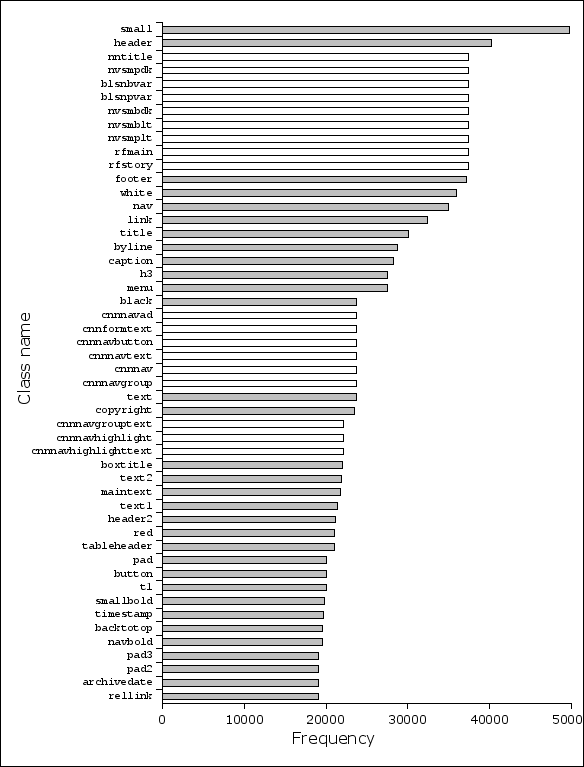 small
header
nntitle
nvsmpdk
blsnbvar
blsnpvar
nvsmbdk
nvsmblt
nvsmplt
rfmain
rfstory
footer
white
nav
link
title
byline
caption
h3
menu
black
cnnnavad
cnnformtext
cnnnavbutton
cnnnavtext
cnnnav
cnnnavgroup
text
copyright
cnnnavgrouptext
cnnnavhighlight
cnnnavhighlighttext
boxtitle
text2
maintext
text1
header2
red
tableheader
pad
button
t1
smallbold
timestamp
backtotop
navbold
pad3
pad2
archivedate
rellink
Class name
0 10000 20000 30000 40000 5000
Frequency